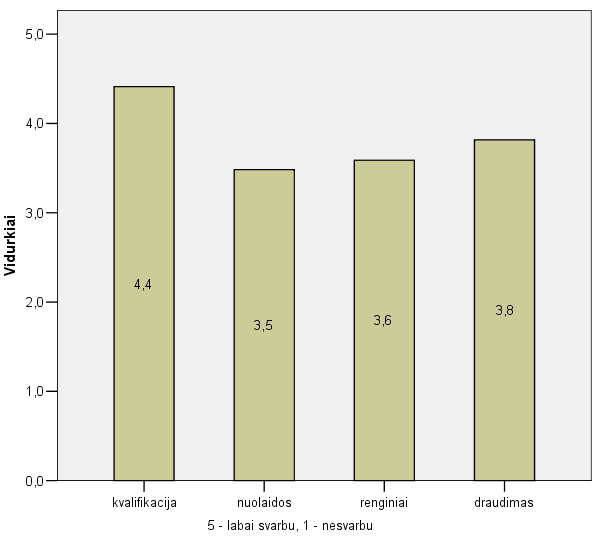 5,0
4,0
3,0
2,0
1,0
0,0
Vidurkiai
4,4
3,5
3,6
3,8
kvalifikacija
nuolaidos
renginiai
draudimas
5 - labai svarbu, 1 - nesvarbu